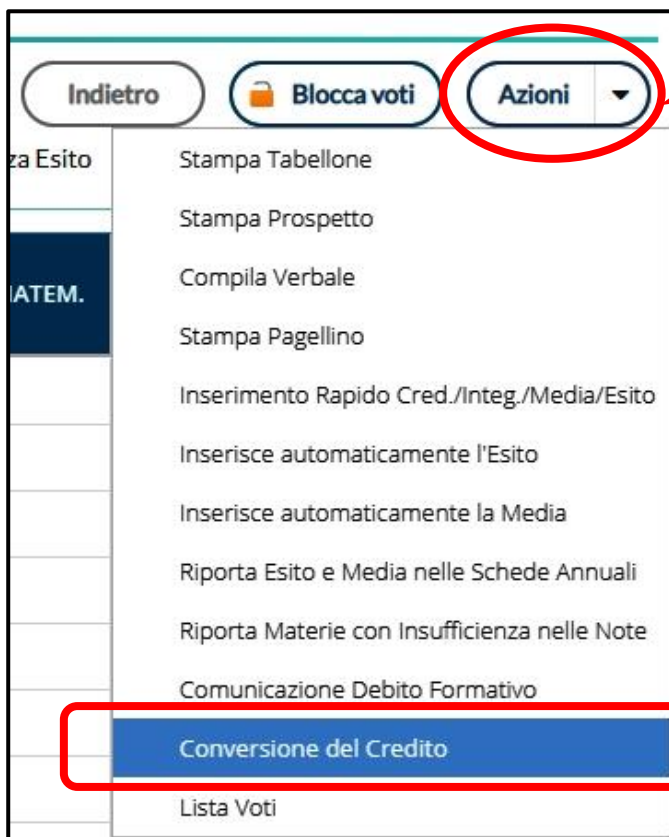 Indietro
Blocca voti
Azioni
za Esito
IATEM.
Stampa Tabellone
Stampa Prospetto
Compila Verbale
Stampa Pagellino
Inserimento Rapido Cred./Integ./Media/Esito
Inserisce automaticamente l'Esito
Inserisce automaticamente la Media
Riporta Esito e Media nelle Schede Annuali
Riporta Materie con Insufficienza nelle Note
Comunicazione Debito Formativo
Conversione del Credito
Lista Voti